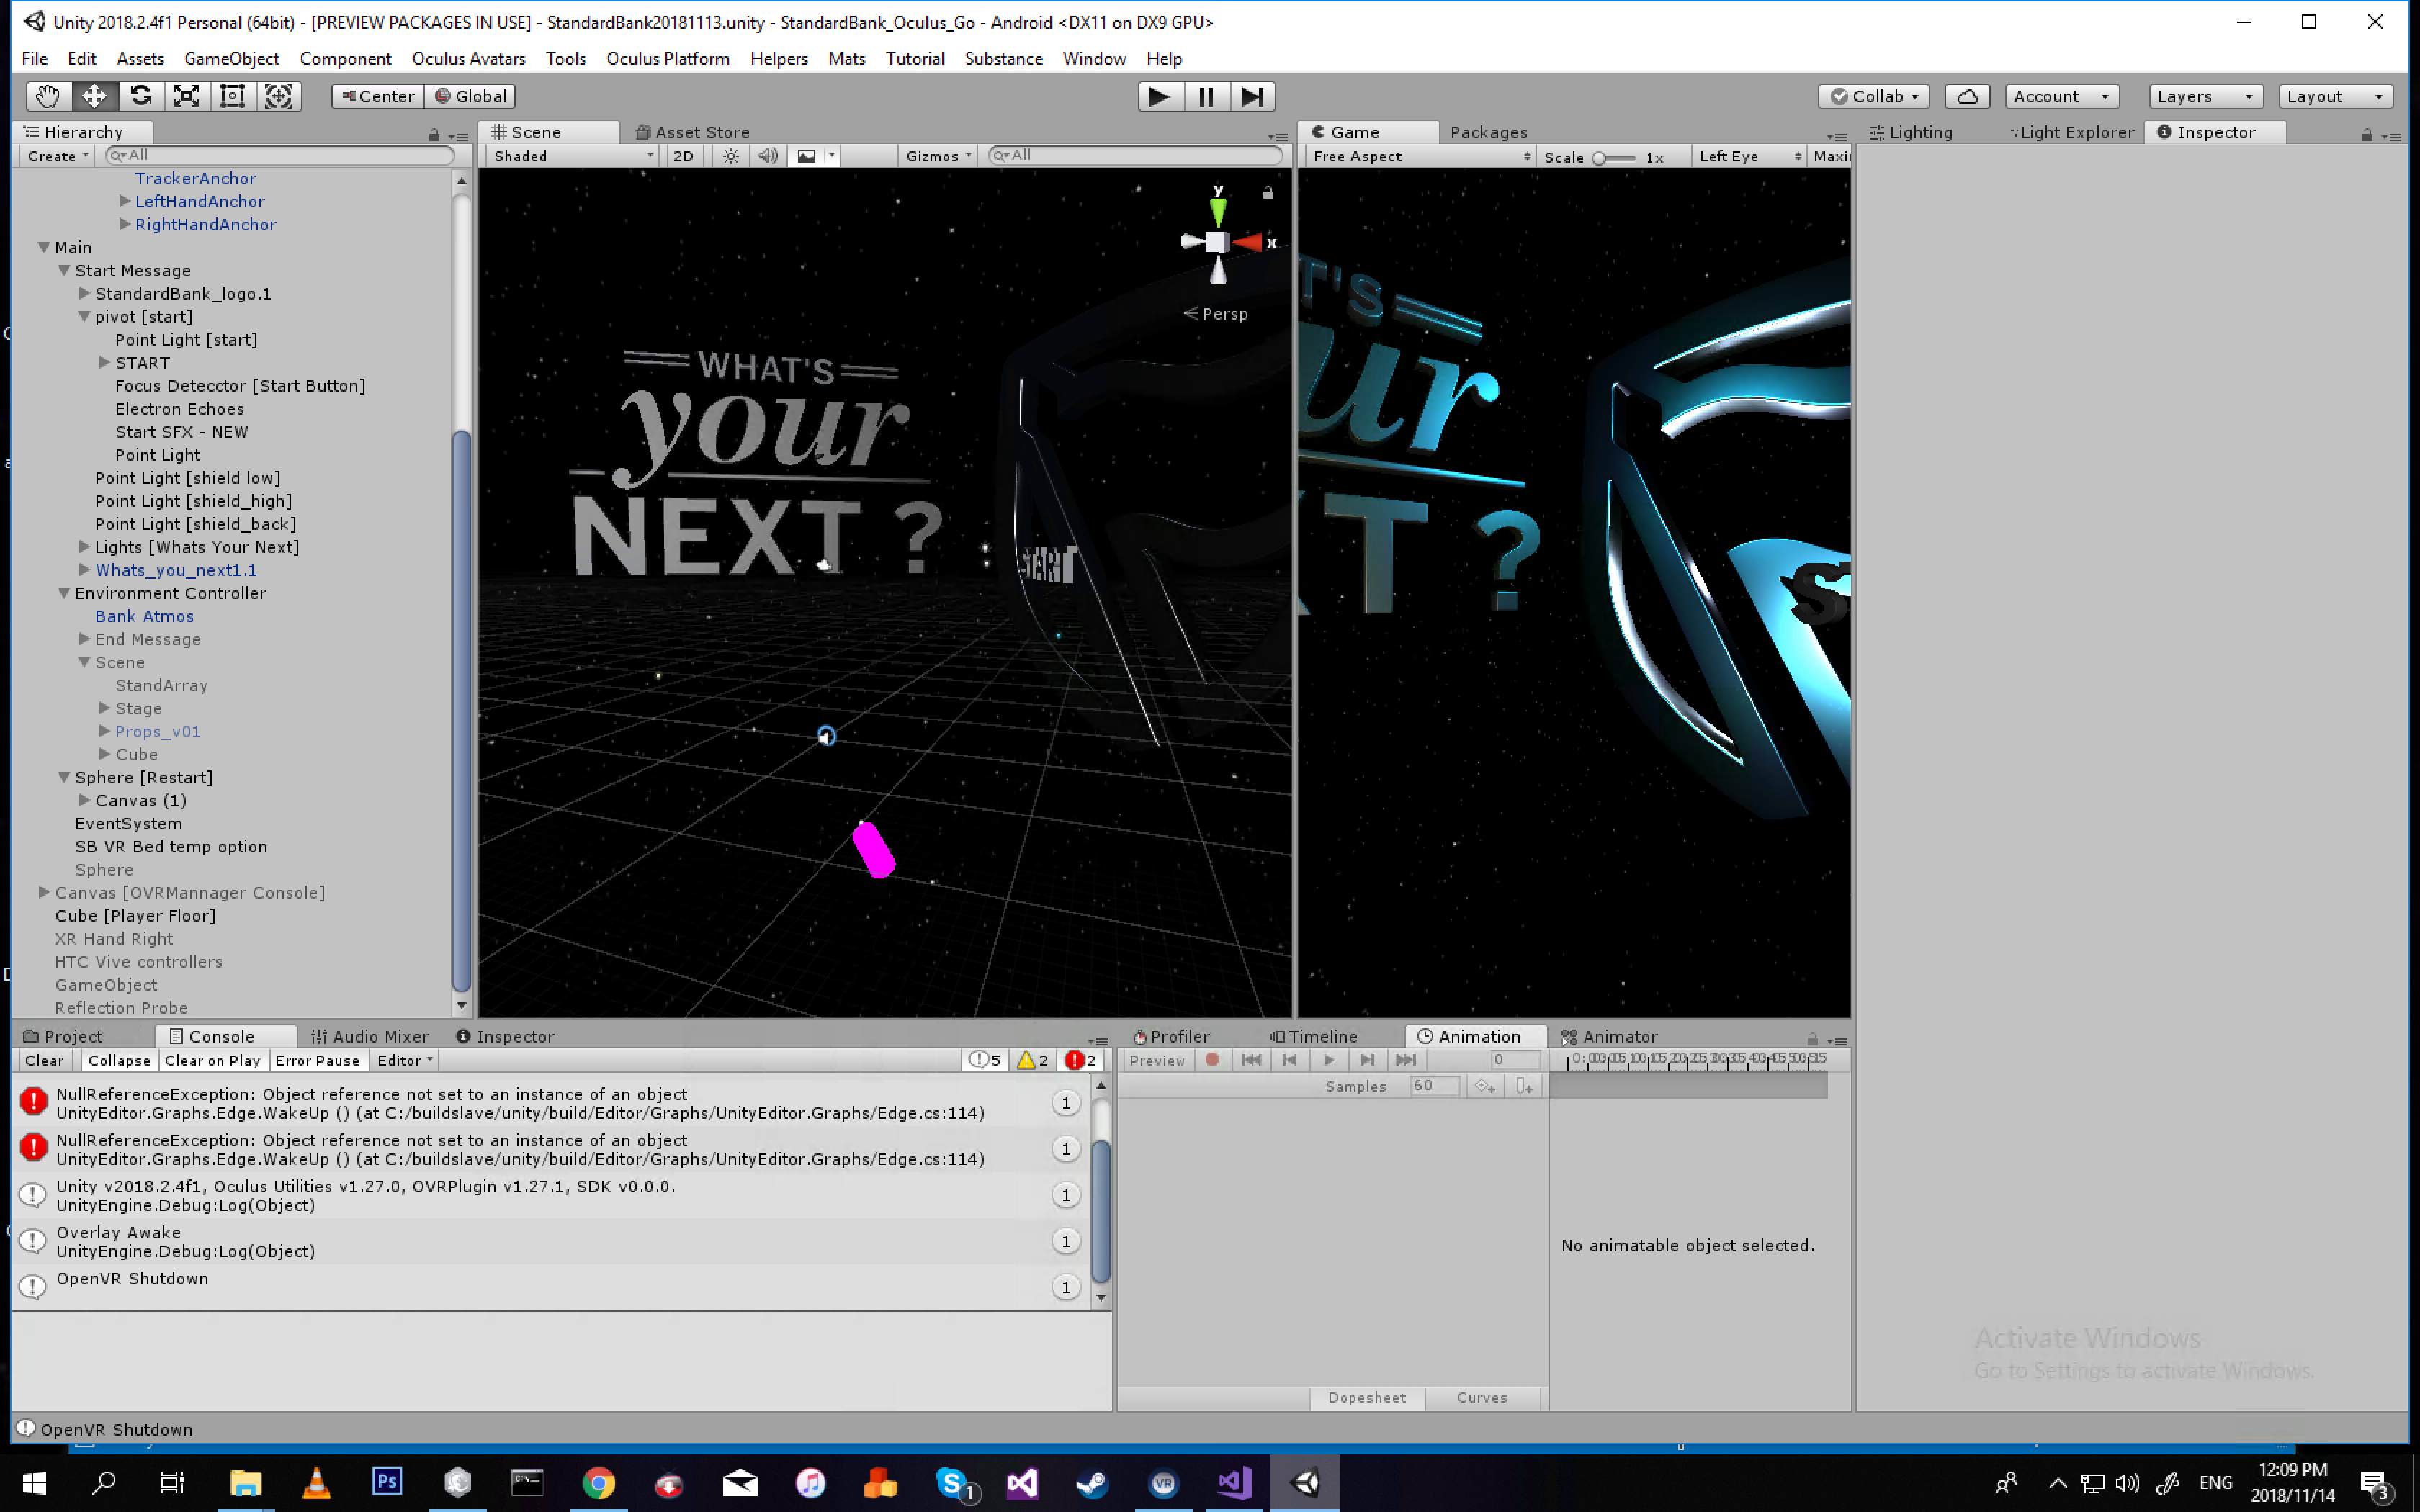 Unity 2018.2.4f1 Personal (64bit) - [PREVIEW PACKAGES IN USE] - StandardBank20181113.unity - StandardBank_Oculus_Go - Android <DX11 on DX9 GPU>
File Edit Assets GameObject Component Oculus Avatars Tools Oculus Platform Helpers Mats Tutorial Substance Window Help
Center Global Collab Account Layers Layout
Hierarchy Scene Asset Store Game Packages Lighting Light Explorer Inspector
Create All Shaded 2D Gizmos All Free Aspect Scale 1x Left Eye Maxi
TrackerAnchor
LeftHandAnchor
RightHandAnchor
Main
Start Message
StandardBank_logo.1
pivot [start]
Point Light [start]
START
Focus Detecctor [Start Button]
Electron Echoes
Start SFX - NEW
Point Light
Point Light [shield low]
Point Light [shield_high]
Point Light [shield_back]
Lights [Whats Your Next]
Whats_you_next1.1
Environment Controller
Bank Atmos
End Message
Scene
StandArray
Stage
Props_v01
Cube
Sphere [Restart]
Canvas (1)
EventSystem
SB VR Bed temp option
Sphere
Canvas [OVRMannager Console]
Cube [Player Floor]
XR Hand Right
HTC Vive controllers
GameObject
Reflection Probe
y
x
Persp
WHAT'S
your
NEXT ?
START
T'S
ur
T ?
ST
Project Console Audio Mixer Inspector
Clear Collapse Clear on Play Error Pause Editor 5 2 2
NullReferenceException: Object reference not set to an instance of an object
UnityEditor.Graphs.Edge.WakeUp () (at C:/buildslave/unity/build/Editor/Graphs/UnityEditor.Graphs/Edge.cs:114) 1
NullReferenceException: Object reference not set to an instance of an object
UnityEditor.Graphs.Edge.WakeUp () (at C:/buildslave/unity/build/Editor/Graphs/UnityEditor.Graphs/Edge.cs:114) 1
Unity v2018.2.4f1, Oculus Utilities v1.27.0, OVRPlugin v1.27.1, SDK v0.0.0.
UnityEngine.Debug:Log(Object) 1
Overlay Awake
UnityEngine.Debug:Log(Object) 1
OpenVR Shutdown 1
Profiler Timeline Animation Animator
Preview 0
Samples 60
No animatable object selected.
Dopesheet Curves
Activate Windows
Go to Settings to activate Windows.
OpenVR Shutdown
Ps 1 VR ENG
12:09 PM
2018/11/14
3